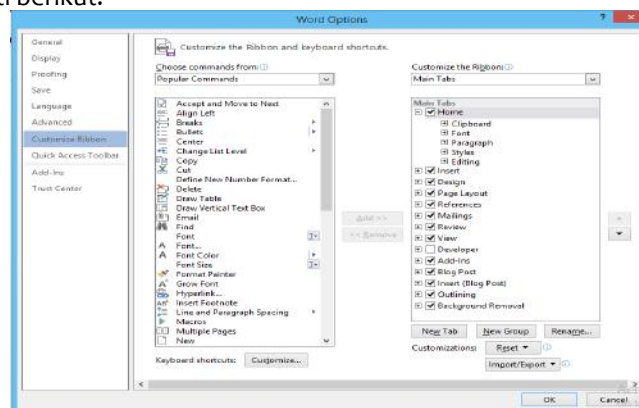 ti berikut.
Word Options
General
Display
Proofing
Save
Language
Advanced
Customize Ribbon
Quick Access Toolbar
Add-Ins
Trust Center
Customize the Ribbon and keyboard shortcuts.
Choose commands from:
Popular Commands
Accept and Move to Next
Align Left
Breaks
Bullets
Center
Change List Level
Copy
Cut
Define New Number Format...
Delete
Draw Table
Draw Vertical Text Box
Email
Find
Font
Font...
Font Color
Font Size
Format Painter
Grow Font
Hyperlink...
Insert Footnote
Line and Paragraph Spacing
Macros
Multiple Pages
New
Keyboard shortcuts: Customize...
Add >>
<< Remove
Customize the Ribbon:
Main Tabs
Main Tabs
Home
Clipboard
Font
Paragraph
Styles
Editing
Insert
Design
Page Layout
References
Mailings
Review
View
Developer
Add-Ins
Blog Post
Insert (Blog Post)
Outlining
Background Removal
New Tab New Group Rename...
Customizations: Reset
Import/Export
OK Cancel